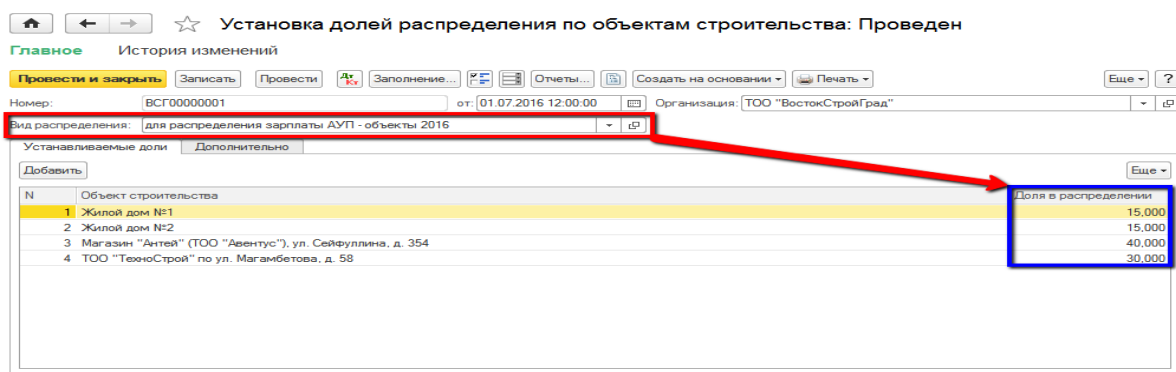 Установка долей распределения по объектам строительства: Проведен
Главное История изменений
Провести и закрыть Записать Провести Дт Кт Заполнение... Отчеты... Создать на основании Печать Еще ?
Номер: ВСГ00000001 от: 01.07.2016 12:00:00 Организация: ТОО "ВостокСтройГрад"
Вид распределения: для распределения зарплаты АУП - объекты 2016
Устанавливаемые доли Дополнительно
Добавить Еще
N Объект строительства Доля в распределении
1 Жилой дом №1 15,000
2 Жилой дом №2 15,000
3 Магазин "Антей" (ТОО "Авентус"), ул. Сейфуллина, д. 354 40,000
4 ТОО "ТехноСтрой" по ул. Магамбетова, д. 58 30,000